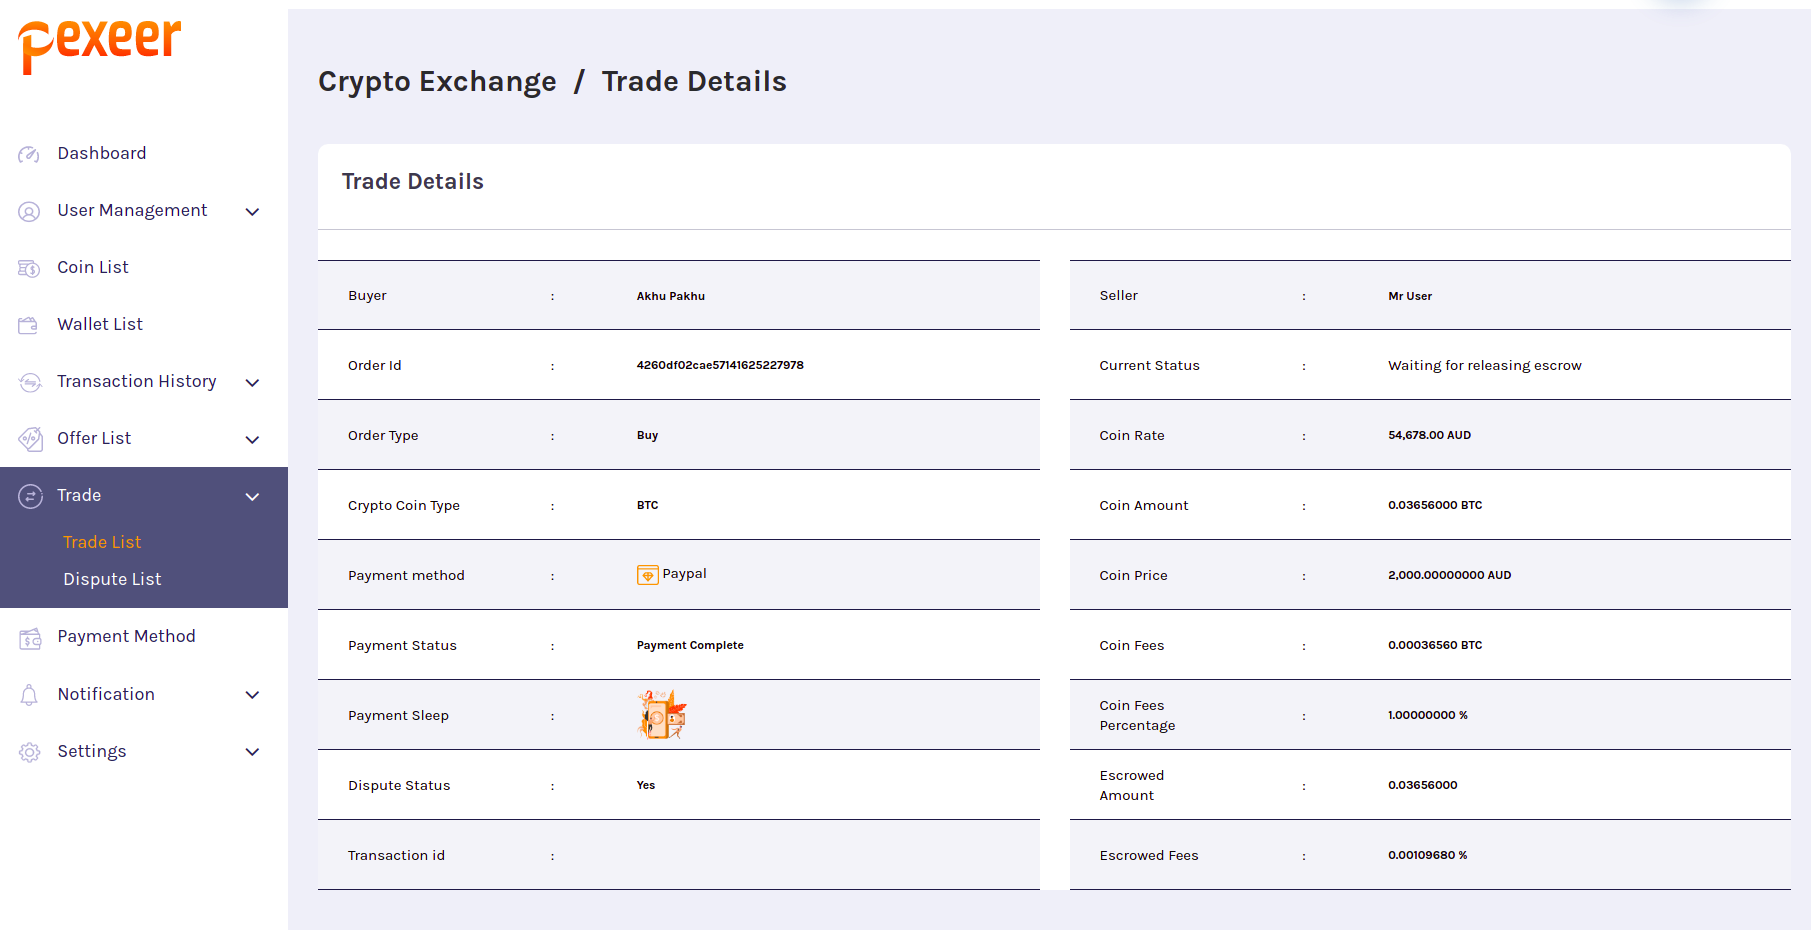 Pexeer
Crypto Exchange / Trade Details
Dashboard
User Management
Coin List
Wallet List
Transaction History
Offer List
Trade
Trade List
Dispute List
Payment Method
Notification
Settings
Trade Details
Buyer : Akhu Pakhu
Order Id : 4260df02cae57141625227978
Order Type : Buy
Crypto Coin Type : BTC
Payment method : Paypal
Payment Status : Payment Complete
Payment Sleep :
Dispute Status : Yes
Transaction id :
Seller : Mr User
Current Status : Waiting for releasing escrow
Coin Rate : 54,678.00 AUD
Coin Amount : 0.03656000 BTC
Coin Price : 2,000.00000000 AUD
Coin Fees : 0.00036560 BTC
Coin Fees
Percentage : 1.00000000 %
Escrowed
Amount : 0.03656000
Escrowed Fees : 0.00109680 %